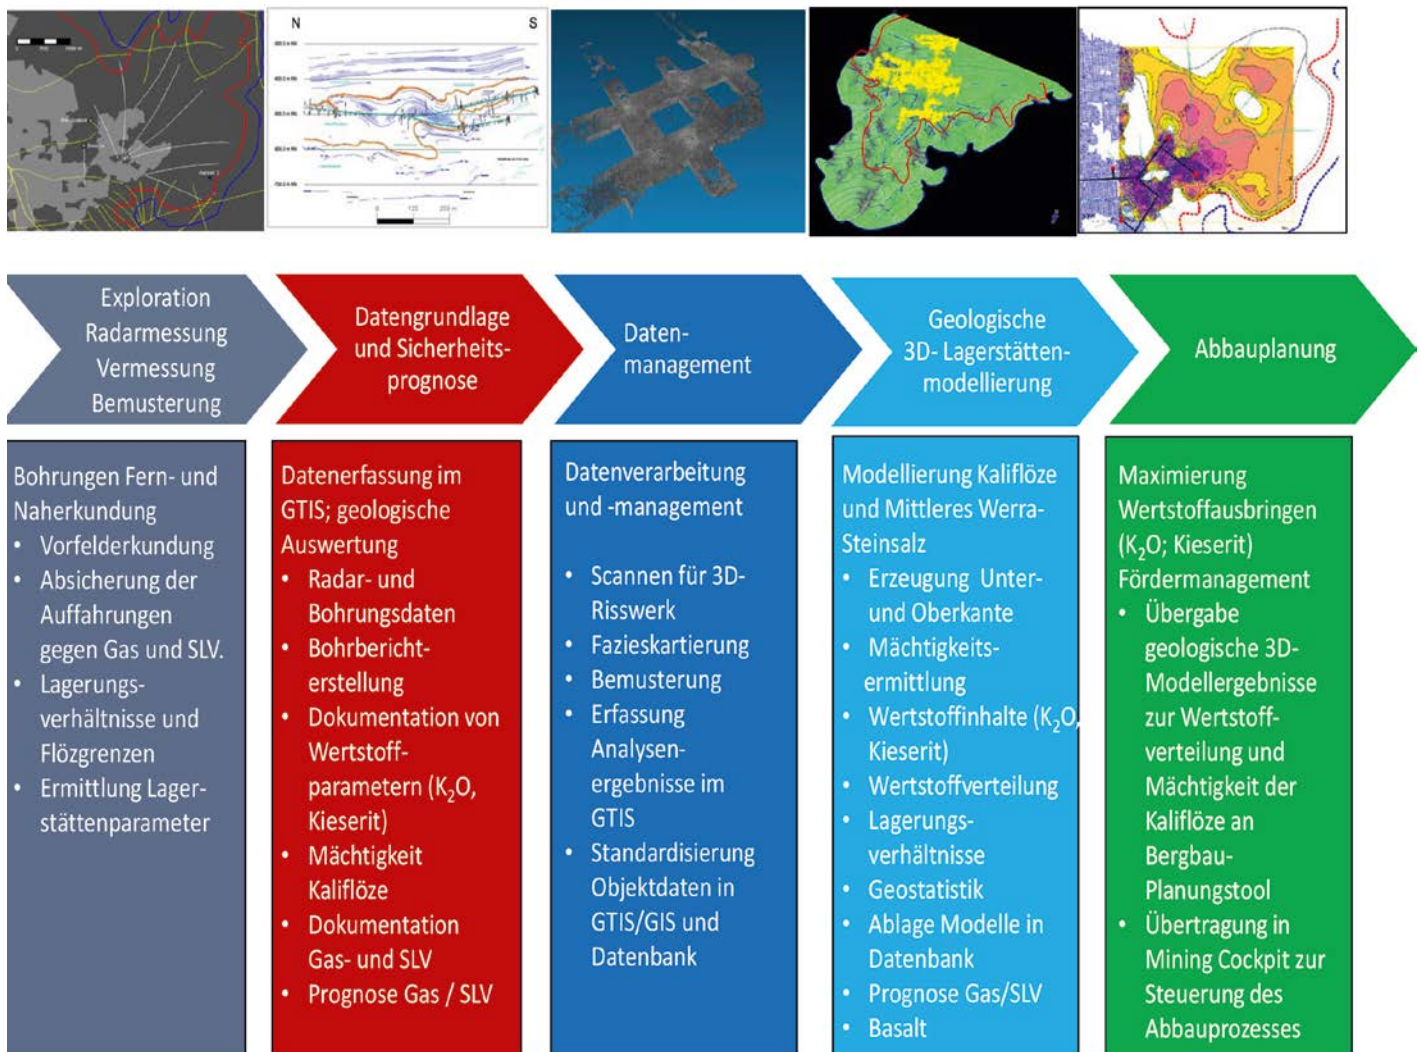 N
S
Exploration
Radarmessung
Vermessung
Bemusterung
Datengrundlage
und Sicherheits-
prognose
Daten-
management
Geologische
3D- Lagerstätten-
modellierung
Abbauplanung
Bohrungen Fern- und
Naherkundung
• Vorfelderkundung
• Absicherung der
Auffahrungen
gegen Gas und SLV.
• Lagerungs-
verhältnisse und
Flözgrenzen
• Ermittlung Lager-
stättenparameter
Datenerfassung im
GTIS; geologische
Auswertung
• Radar- und
Bohrungsdaten
• Bohrbericht-
erstellung
• Dokumentation von
Wertstoff-
parametern (K₂O,
Kieserit)
• Mächtigkeit
Kaliflöze
• Dokumentation
Gas- und SLV
• Prognose Gas / SLV
Datenverarbeitung
und -management
• Scannen für 3D-
Risswerk
• Fazieskartierung
• Bemusterung
• Erfassung
Analysen-
ergebnisse im
GTIS
• Standardisierung
Objektdaten in
GTIS/GIS und
Datenbank
Modellierung Kaliflöze
und Mittleres Werra-
Steinsalz
• Erzeugung Unter-
und Oberkante
• Mächtigkeits-
ermittlung
• Wertstoffinhalte (K₂O,
Kieserit)
• Wertstoffverteilung
• Lagerungs-
verhältnisse
• Geostatistik
• Ablage Modelle in
Datenbank
• Prognose Gas/SLV
• Basalt
Maximierung
Wertstoffausbringen
(K₂O; Kieserit)
Fördermanagement
• Übergabe
geologische 3D-
Modellergebnisse
zur Wertstoff-
verteilung und
Mächtigkeit der
Kaliflöze an
Bergbau-
Planungstool
• Übertragung in
Mining Cockpit zur
Steuerung des
Abbauprozesses